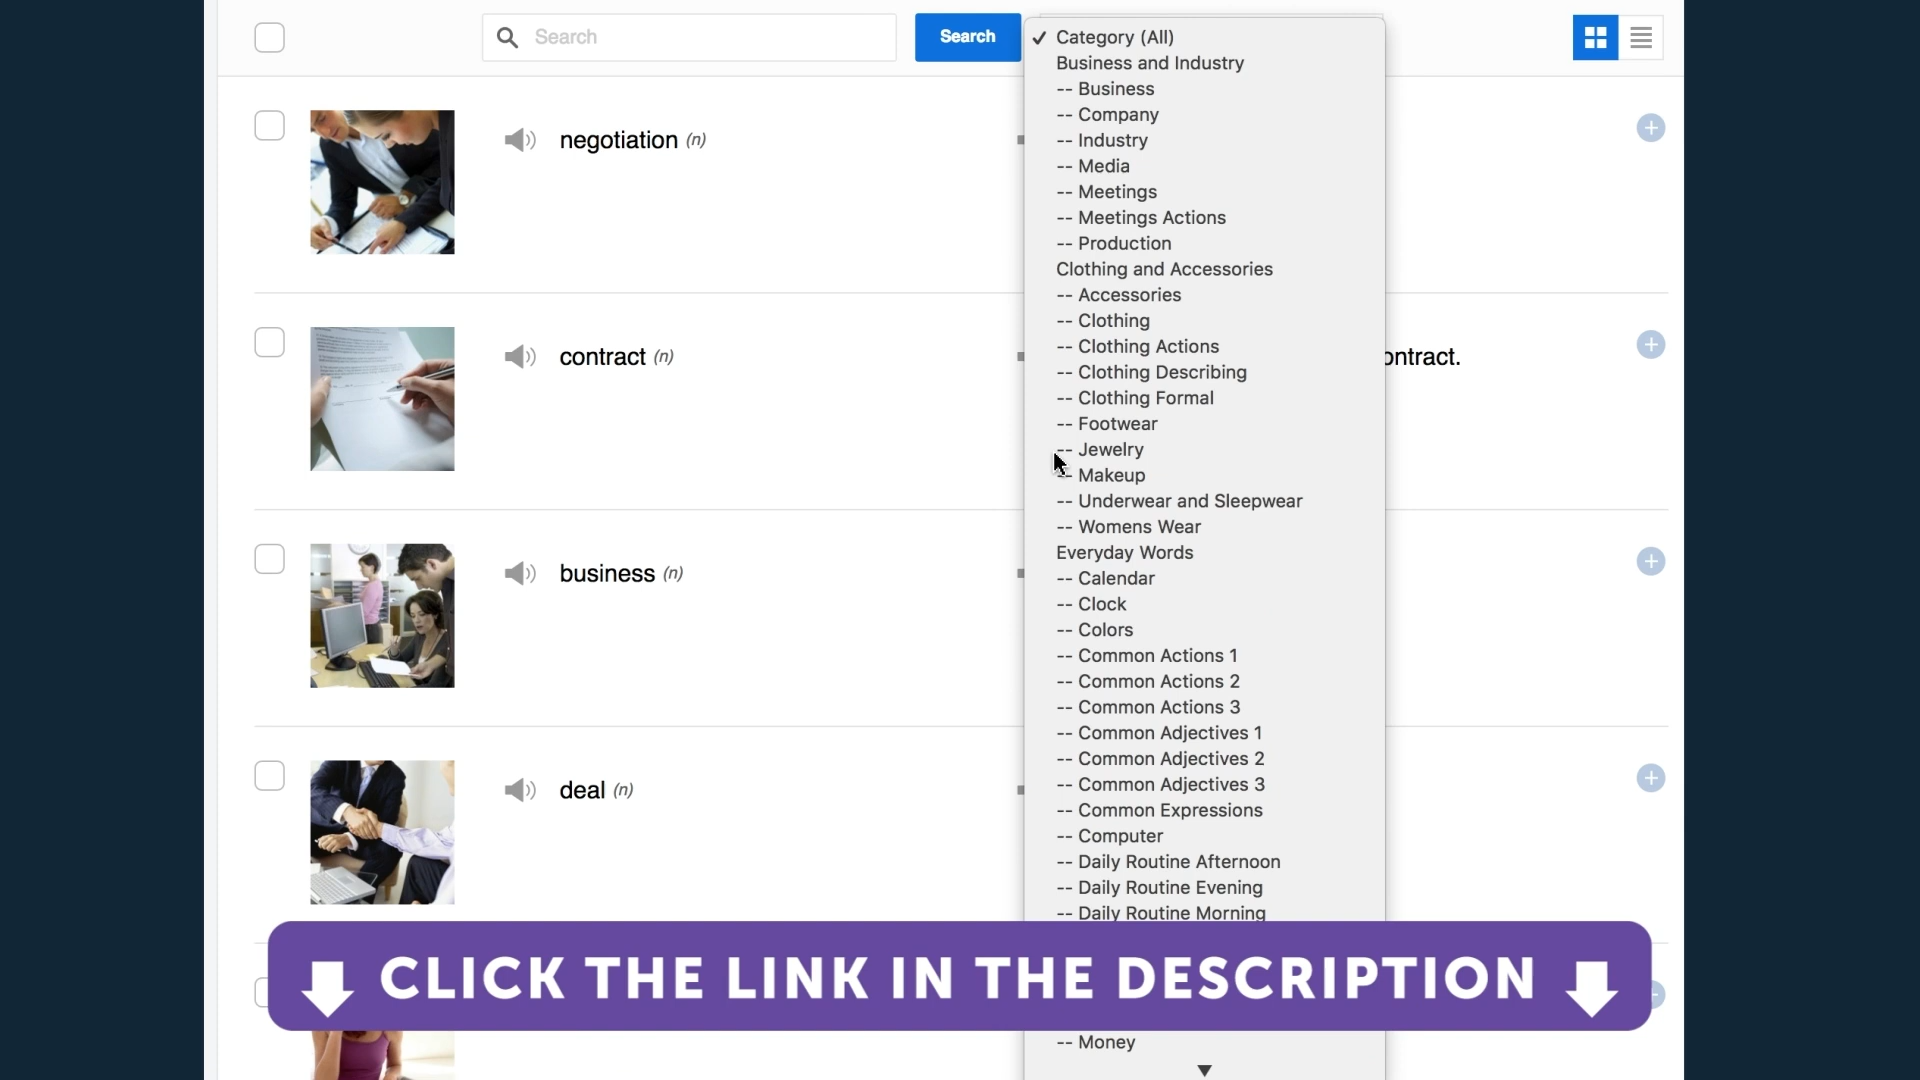 Search
Search
✓ Category (All)
Business and Industry
-- Business
-- Company
-- Industry
-- Media
-- Meetings
-- Meetings Actions
-- Production
Clothing and Accessories
-- Accessories
-- Clothing
-- Clothing Actions
-- Clothing Describing
-- Clothing Formal
-- Footwear
-- Jewelry
-- Makeup
-- Underwear and Sleepwear
-- Womens Wear
Everyday Words
-- Calendar
-- Clock
-- Colors
-- Common Actions 1
-- Common Actions 2
-- Common Actions 3
-- Common Adjectives 1
-- Common Adjectives 2
-- Common Adjectives 3
-- Common Expressions
-- Computer
-- Daily Routine Afternoon
-- Daily Routine Evening
-- Daily Routine Morning
-- Money
negotiation (n)
contract (n)
ontract.
business (n)
deal (n)
CLICK THE LINK IN THE DESCRIPTION